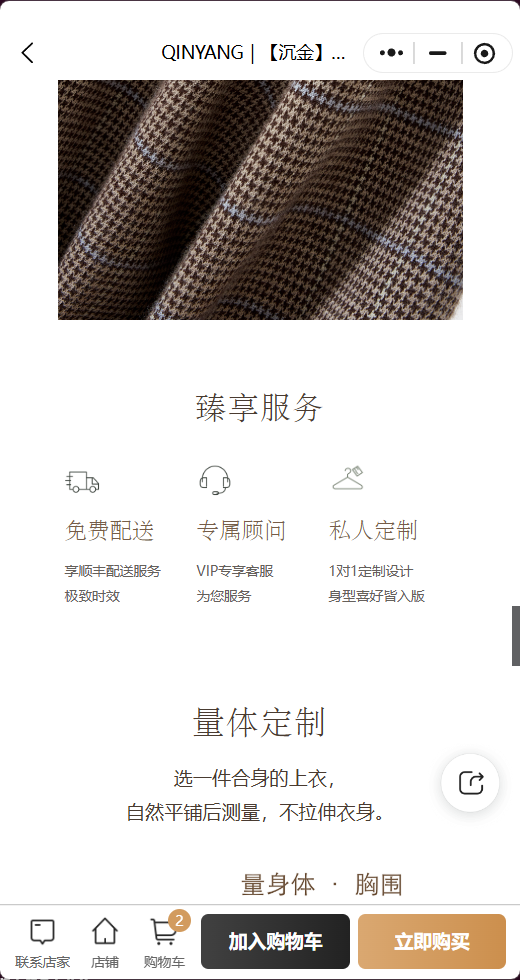 QINYANG | 【沉金】...
臻享服务
免费配送 专属顾问 私人定制
享顺丰配送服务 VIP专享客服 1对1定制设计
极致时效 为您服务 身型喜好皆入版
量体定制
选一件合身的上衣，
自然平铺后测量，不拉伸衣身。
量身体 · 胸围
2
联系店家 店铺 购物车 加入购物车 立即购买